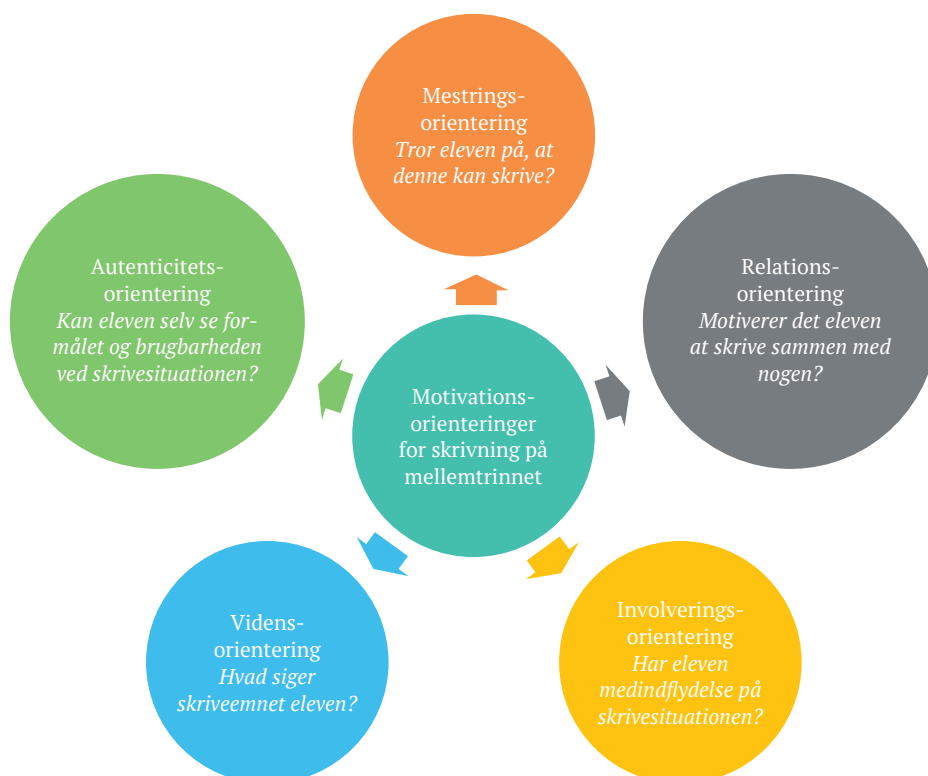 Mestrings-
orientering
Tror eleven på, at
denne kan skrive?
Autenticitets-
orientering
Kan eleven selv se for-
målet og brugbarheden
ved skrivesituationen?
Relations-
orientering
Motiverer det eleven
at skrive sammen med
nogen?
Motivations-
orienteringer
for skrivning på
mellemtrinnet
Videns-
orientering
Hvad siger
skriveemnet eleven?
Involverings-
orientering
Har eleven
medindflydelse på
skrivesituationen?